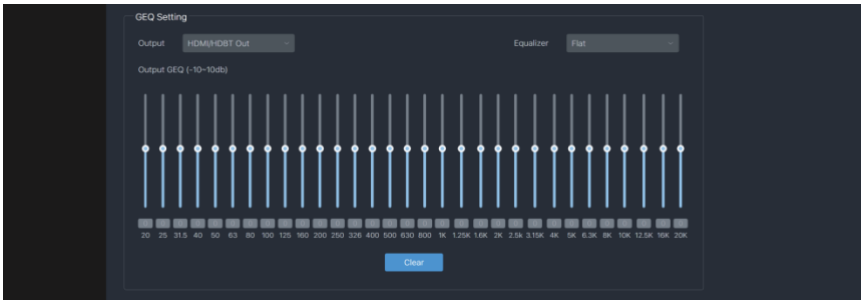 GEQ Setting
Output HDMI/HDBT Out Equalizer Flat
Output GEQ (-10~10db)
20 25 31.5 40 50 63 80 100 125 160 200 250 326 400 500 630 800 1K 1.25K 1.6K 2K 2.5k 3.15K 4K 5K 6.3K 8K 10K 12.5K 16K 20K
Clear